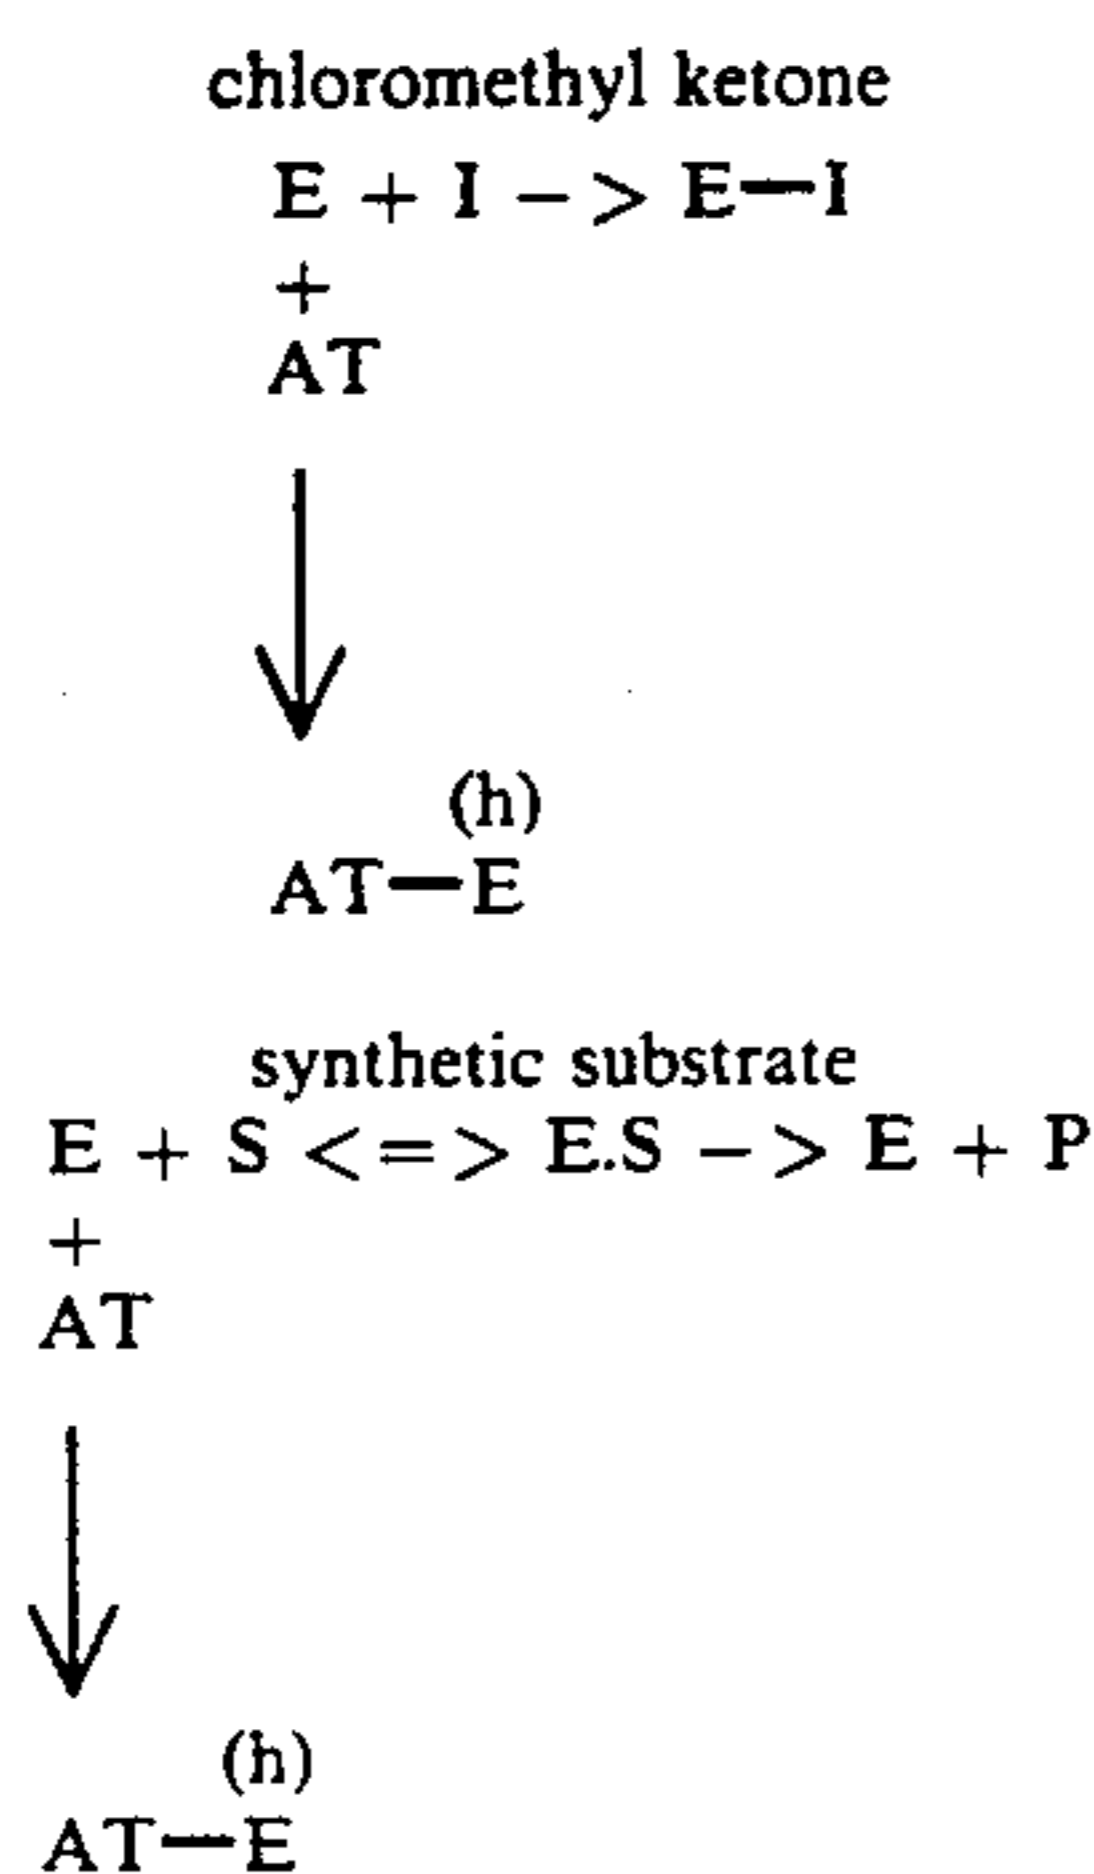 chloromethyl ketone
E + I -> E—I
+
AT
(h)
AT—E
synthetic substrate
E + S <=> E.S -> E + P
+
AT
(h)
AT—E